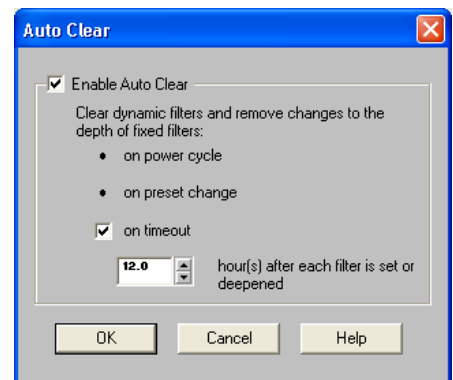 Auto Clear
Enable Auto Clear
Clear dynamic filters and remove changes to the
depth of fixed filters:
• on power cycle
• on preset change
on timeout
12.0
hour(s) after each filter is set or
deepened
OK Cancel Help